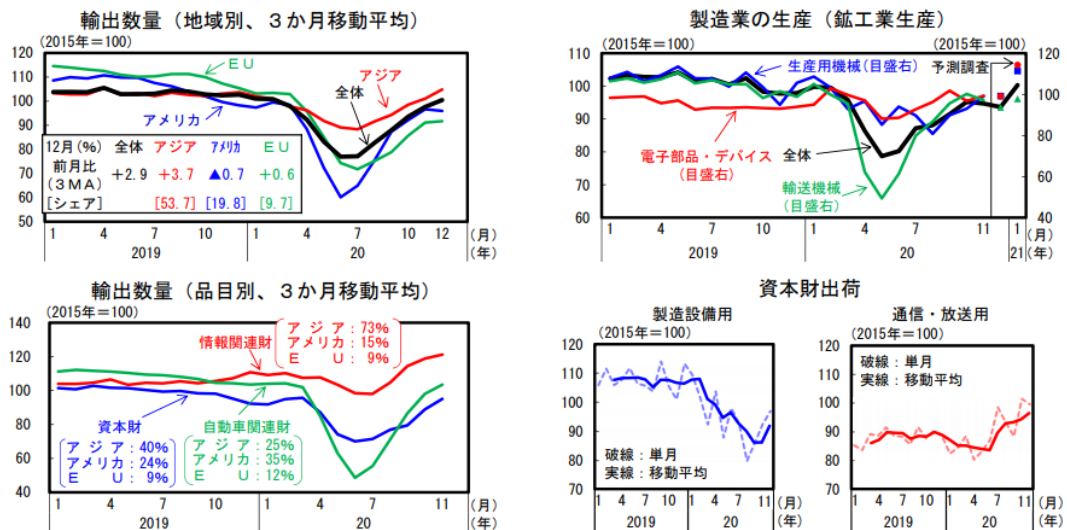 輸出数量（地域別、３か月移動平均）
(2015年＝100)
120
110
100
90
80
70
60
50
ＥＵ
アジア
全体
アメリカ
12月(%) 全体 アジア ｱﾒﾘｶ ＥＵ
前月比
(３ＭＡ) +2.9 +3.7 ▲0.7 +0.6
[シェア] [53.7] [19.8] [9.7]
1 4 7 10 1 4 7 10 12 (月)
2019 20 (年)
製造業の生産（鉱工業生産）
(2015年＝100) (2015年＝100)
110
100
90
80
70
60
120
100
80
60
40
生産用機械(目盛右)
予測調査
電子部品・デバイス
(目盛右)
全体
輸送機械
(目盛右)
1 4 7 10 1 4 7 11 1 (月)
2019 20 21 (年)
輸出数量（品目別、３か月移動平均）
(2015年＝100)
140
120
100
80
60
40
情報関連財
ア ジ ア：73%
アメリカ：15%
Ｅ Ｕ： 9%
資本財
ア ジ ア：40%
アメリカ：24%
Ｅ Ｕ： 9%
自動車関連財
ア ジ ア：25%
アメリカ：35%
Ｅ Ｕ：12%
1 4 7 10 1 4 7 11 (月)
2019 20 (年)
資本財出荷
製造設備用
(2015年＝100)
120
110
100
90
80
70
破線：単月
実線：移動平均
1 4 7 10 1 4 7 11 (月)
2019 20 (年)
通信・放送用
(2015年＝100)
120
110
100
90
80
70
破線：単月
実線：移動平均
1 4 7 10 1 4 7 11 (月)
2019 20 (年)